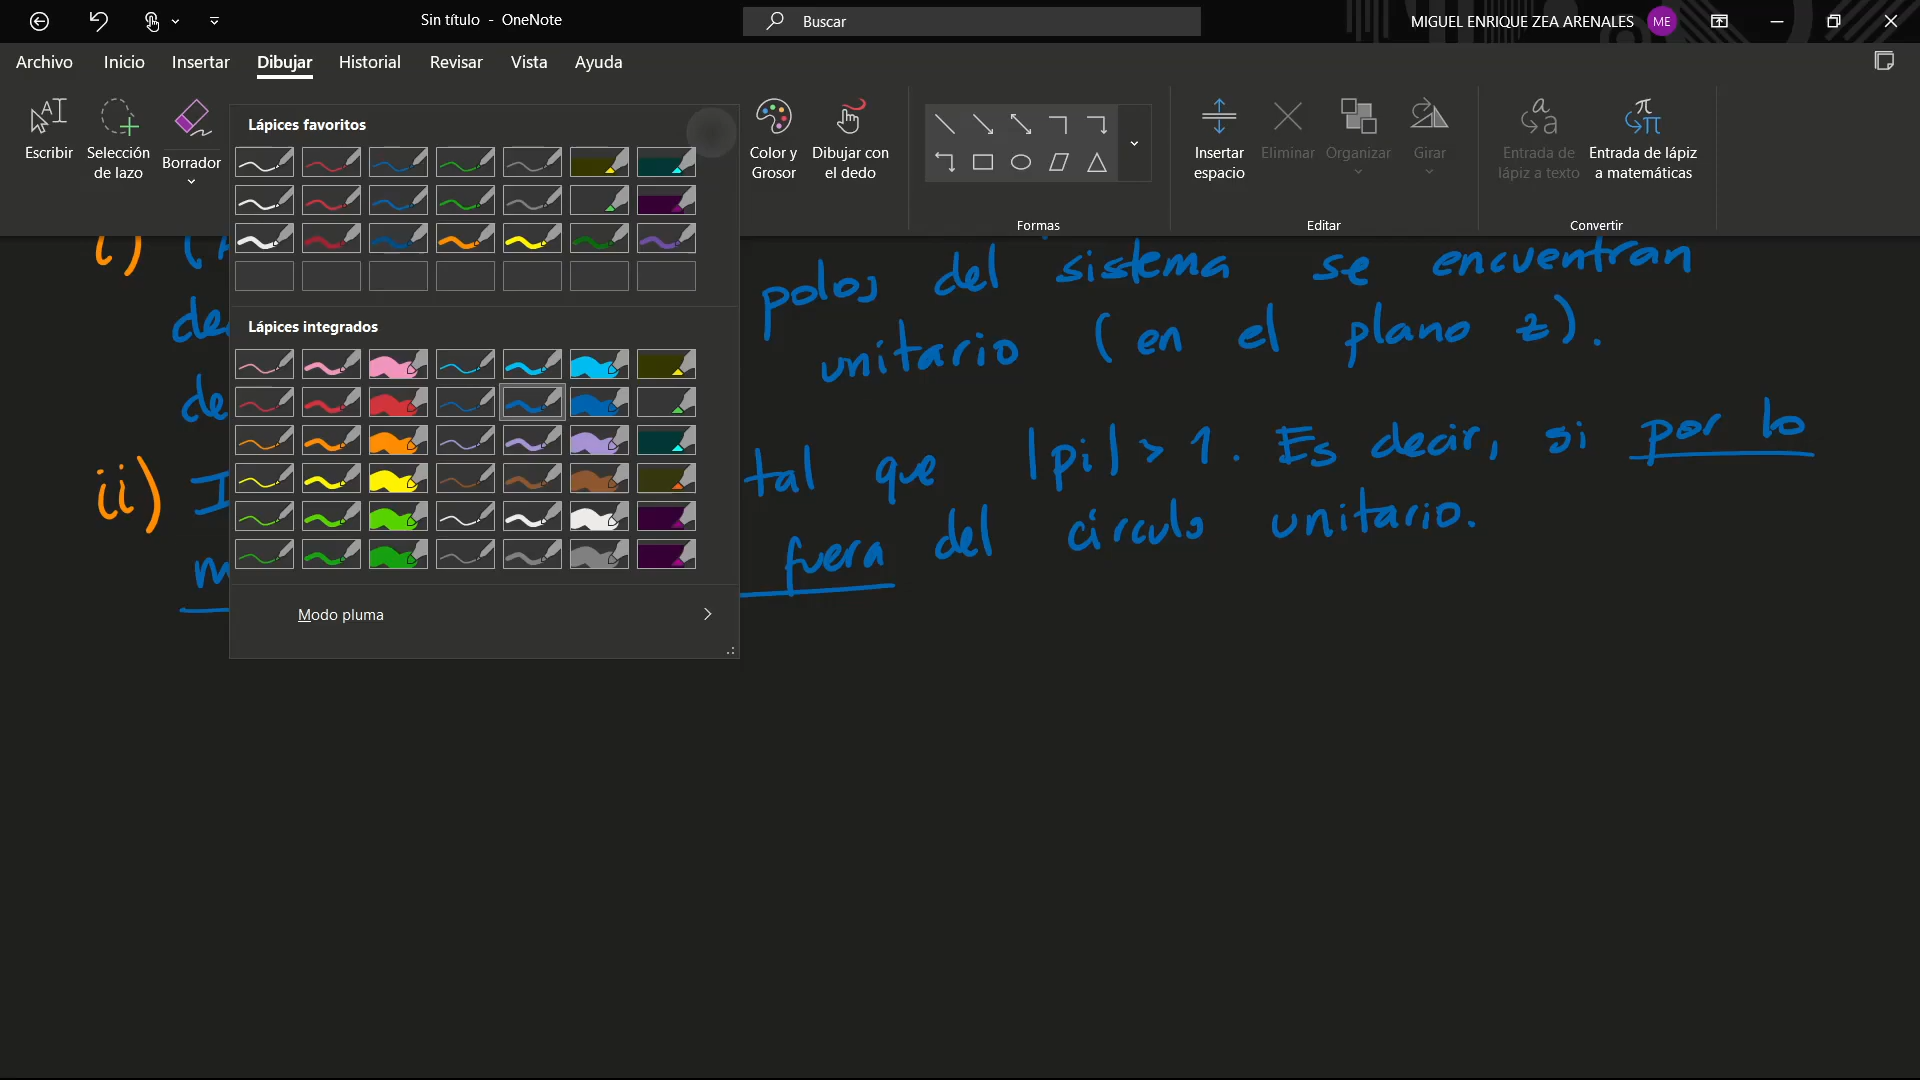 Sin título - OneNote
Buscar
MIGUEL ENRIQUE ZEA ARENALES
ME
Archivo Inicio Insertar Dibujar Historial Revisar Vista Ayuda
Escribir
Selección de lazo
Borrador
Lápices favoritos
Lápices integrados
Modo pluma
Color y Grosor
Dibujar con el dedo
Formas
Insertar espacio
Eliminar
Organizar
Girar
Editar
Entrada de lápiz a texto
Entrada de lápiz a matemáticas
Convertir
i) polos del sistema se encuentran
unitario (en el plano z).
ii) tal que |pi| > 1. Es decir, si por lo
fuera del círculo unitario.